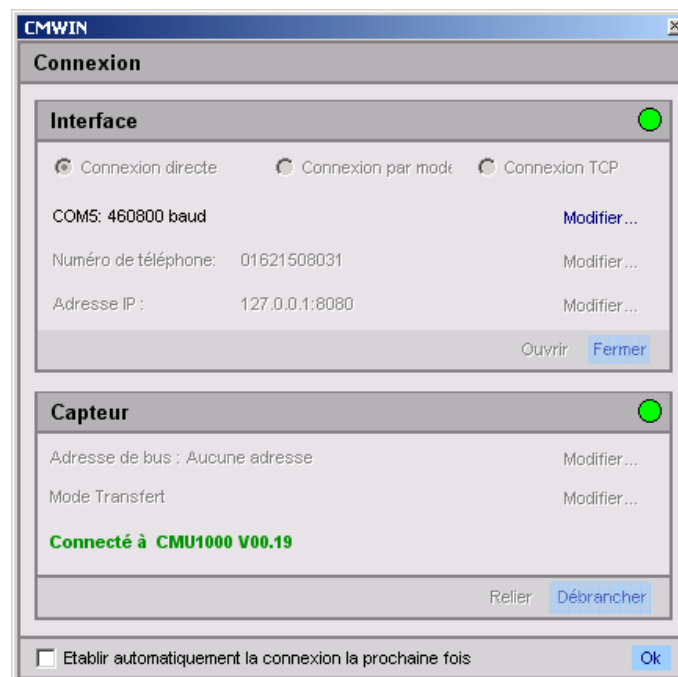 CMWIN
Connexion
Interface
Connexion directe Connexion par mode Connexion TCP
COM5: 460800 baud Modifier...
Numéro de téléphone: 01621508031 Modifier...
Adresse IP : 127.0.0.1:8080 Modifier...
Ouvrir Fermer
Capteur
Adresse de bus : Aucune adresse Modifier...
Mode Transfert Modifier...
Connecté à CMU1000 V00.19
Relier Débrancher
Etablir automatiquement la connexion la prochaine fois Ok